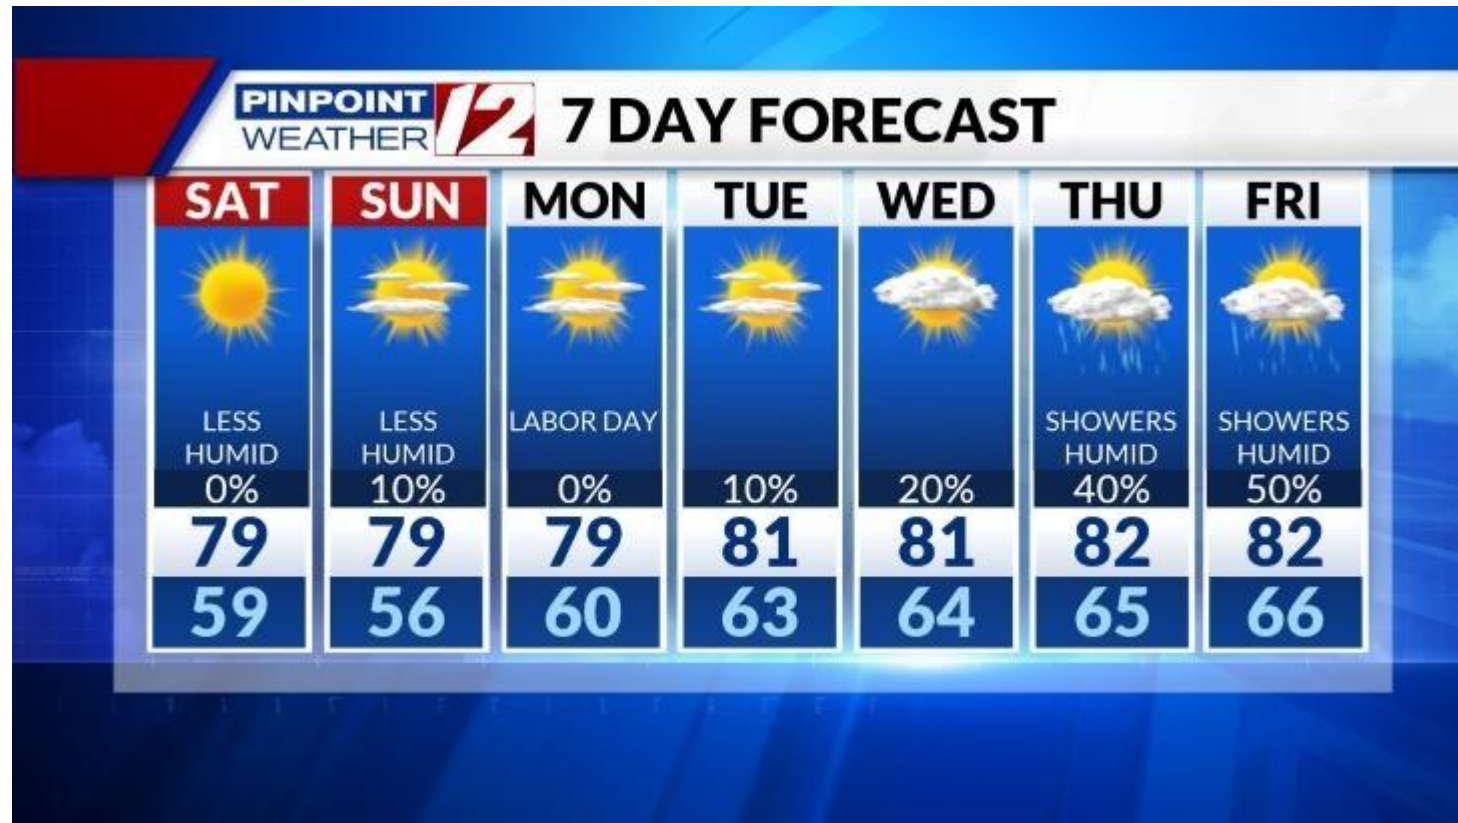 PINPOINT
WEATHER
12
7 DAY FORECAST
SAT
LESS
HUMID
0%
79
59
SUN
LESS
HUMID
10%
79
56
MON
LABOR DAY
0%
79
60
TUE
10%
81
63
WED
20%
81
64
THU
SHOWERS
HUMID
40%
82
65
FRI
SHOWERS
HUMID
50%
82
66